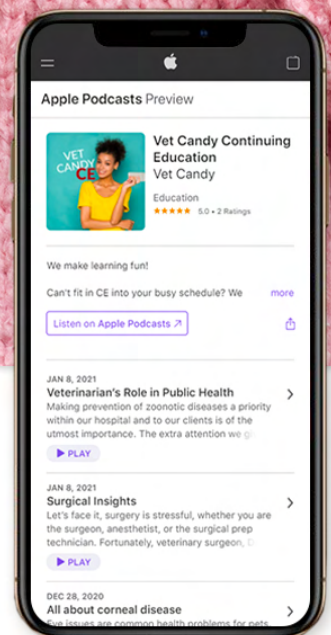 Apple Podcasts Preview
VET
CANDY
CE
Vet Candy Continuing
Education
Vet Candy
Education
★★★★★ 5.0 • 2 Ratings
We make learning fun!
Can't fit in CE into your busy schedule? We more
Listen on Apple Podcasts ↗
JAN 8, 2021
Veterinarian's Role in Public Health
Making prevention of zoonotic diseases a priority
within our hospital and to our clients is of the
utmost importance. The extra attention we
PLAY
JAN 8, 2021
Surgical Insights
Let's face it, surgery is stressful, whether you are
the surgeon, anesthetist, or the surgical prep
technician. Fortunately, veterinary surgeon,
PLAY
DEC 28, 2020
All about corneal disease
Eye issues are common health problems for pets